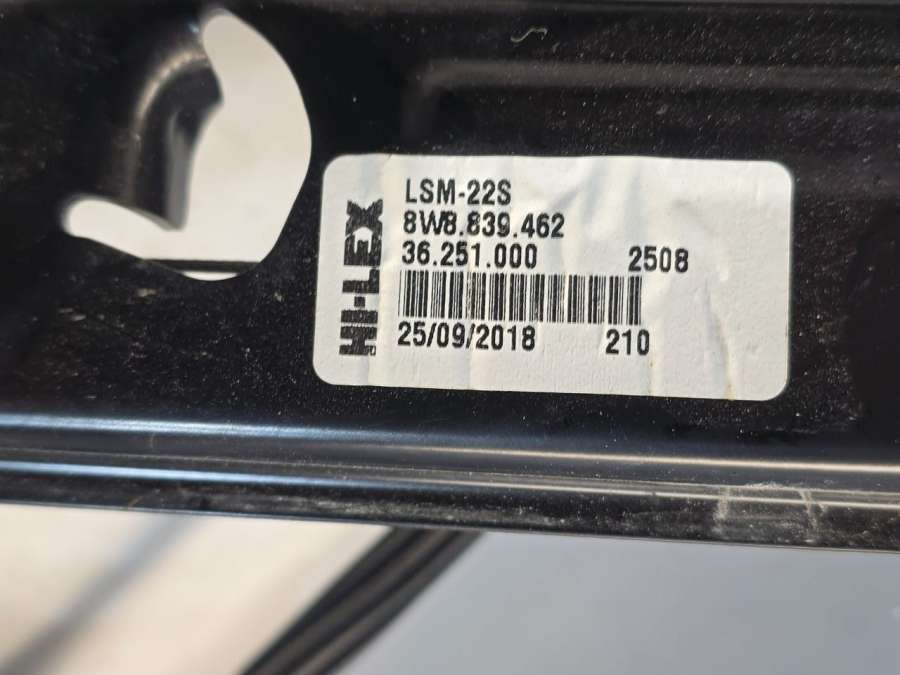 HI-LEX
LSM-22S
8W8.839.462
36.251.000 2508
25/09/2018 210